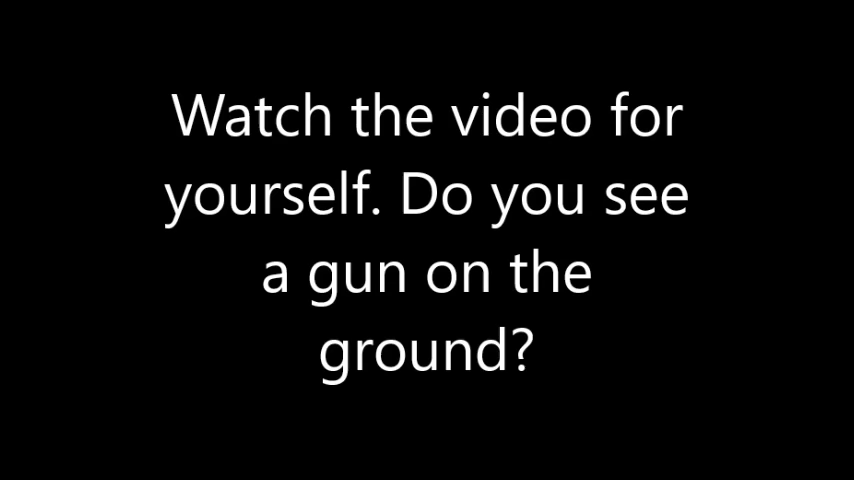 Watch the video for
yourself. Do you see
a gun on the
ground?